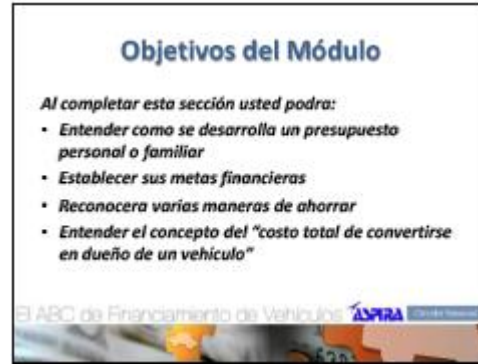 Objetivos del Módulo
Al completar esta sección usted podra:
• Entender como se desarrolla un presupuesto
personal o familiar
• Establecer sus metas financieras
• Reconocera varias maneras de ahorrar
• Entender el concepto del “costo total de convertirse
en dueño de un vehículo”
El ABC de Financiamiento de Vehículos ASPIRA